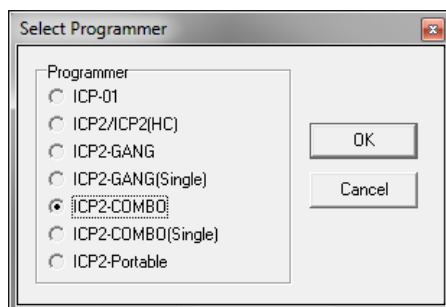 Select Programmer
Programmer
ICP-01
ICP2/ICP2(HC)
ICP2-GANG
ICP2-GANG(Single)
ICP2-COMBO
ICP2-COMBO(Single)
ICP2-Portable
OK
Cancel